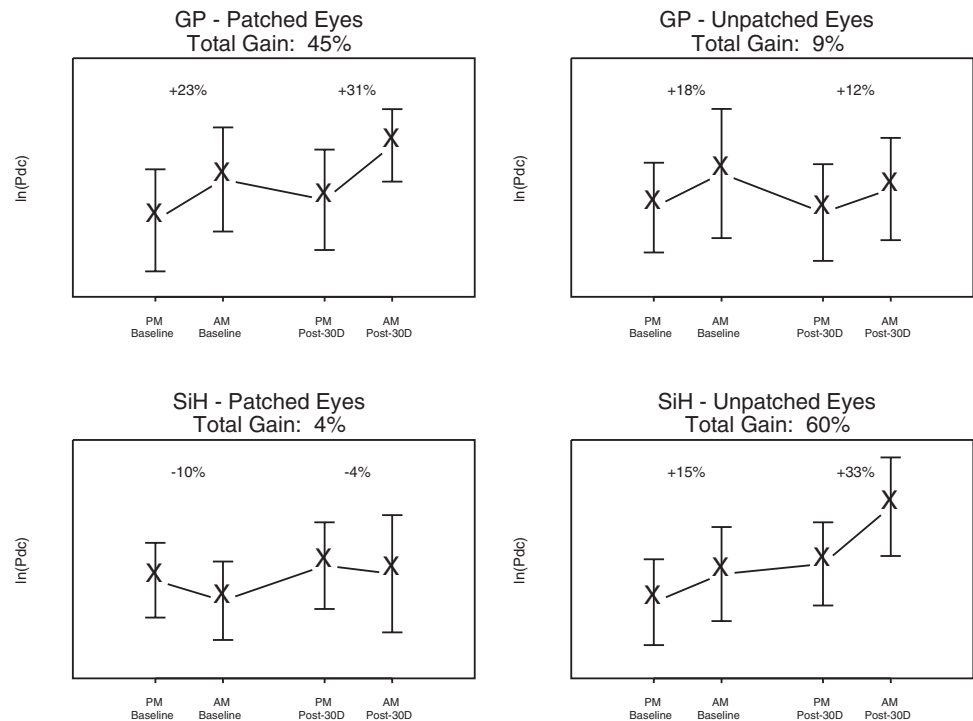 GP - Patched Eyes
Total Gain: 45%
+23%
+31%
ln(Pdc)
X
X
X
X
PM
Baseline
AM
Baseline
PM
Post-30D
AM
Post-30D
GP - Unpatched Eyes
Total Gain: 9%
+18%
+12%
ln(Pdc)
X
X
X
X
PM
Baseline
AM
Baseline
PM
Post-30D
AM
Post-30D
SiH - Patched Eyes
Total Gain: 4%
-10%
-4%
ln(Pdc)
X
X
X
X
PM
Baseline
AM
Baseline
PM
Post-30D
AM
Post-30D
SiH - Unpatched Eyes
Total Gain: 60%
+15%
+33%
ln(Pdc)
X
X
X
X
PM
Baseline
AM
Baseline
PM
Post-30D
AM
Post-30D